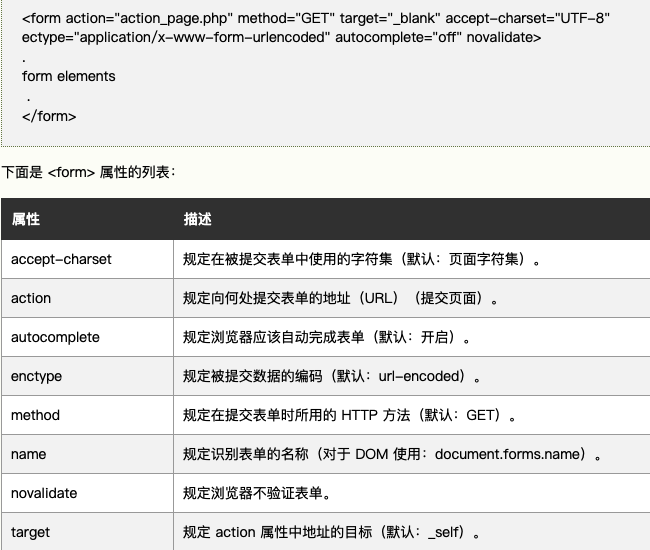 <form action="action_page.php" method="GET" target="_blank" accept-charset="UTF-8"
ectype="application/x-www-form-urlencoded" autocomplete="off" novalidate>
.
form elements
.
</form>
下面是 <form> 属性的列表：
属性 描述
accept-charset 规定在被提交表单中使用的字符集（默认：页面字符集）。
action 规定向何处提交表单的地址（URL）（提交页面）。
autocomplete 规定浏览器应该自动完成表单（默认：开启）。
enctype 规定被提交数据的编码（默认：url-encoded）。
method 规定在提交表单时所用的 HTTP 方法（默认：GET）。
name 规定识别表单的名称（对于 DOM 使用：document.forms.name）。
novalidate 规定浏览器不验证表单。
target 规定 action 属性中地址的目标（默认：_self）。